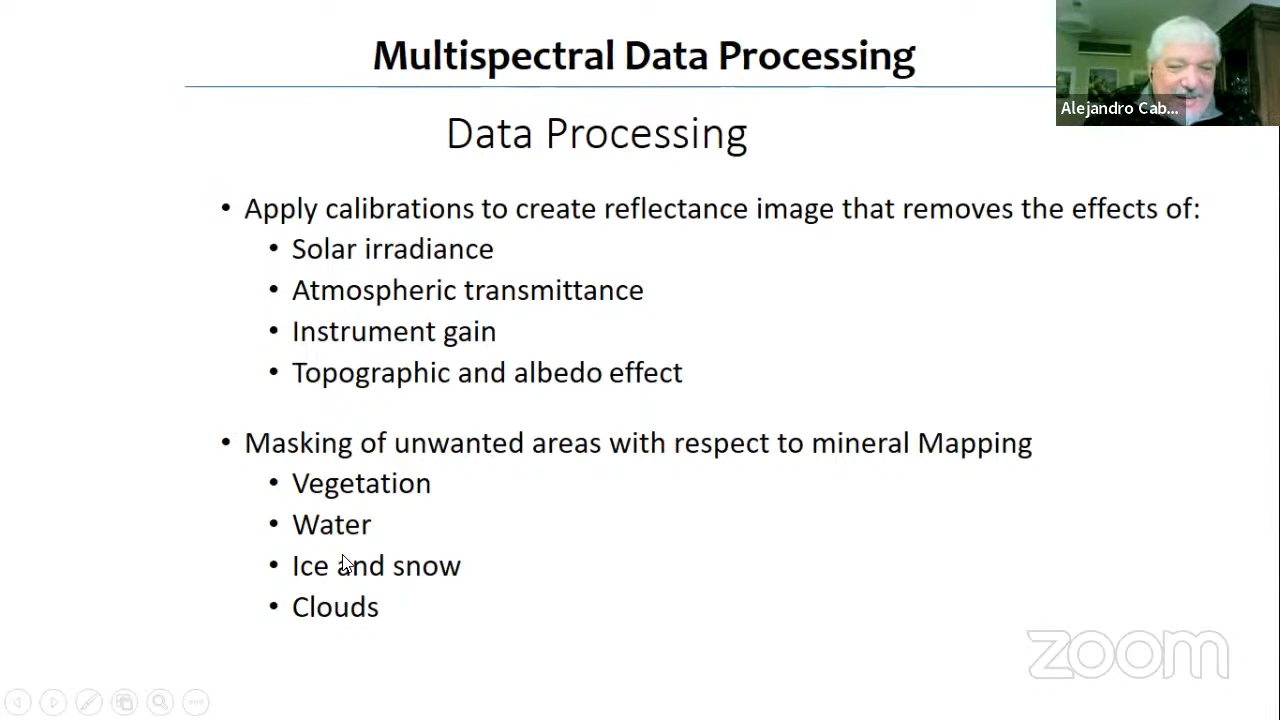 Multispectral Data Processing
Alejandro Cab...
Data Processing
• Apply calibrations to create reflectance image that removes the effects of:
• Solar irradiance
• Atmospheric transmittance
• Instrument gain
• Topographic and albedo effect
• Masking of unwanted areas with respect to mineral Mapping
• Vegetation
• Water
• Ice and snow
• Clouds
zoom